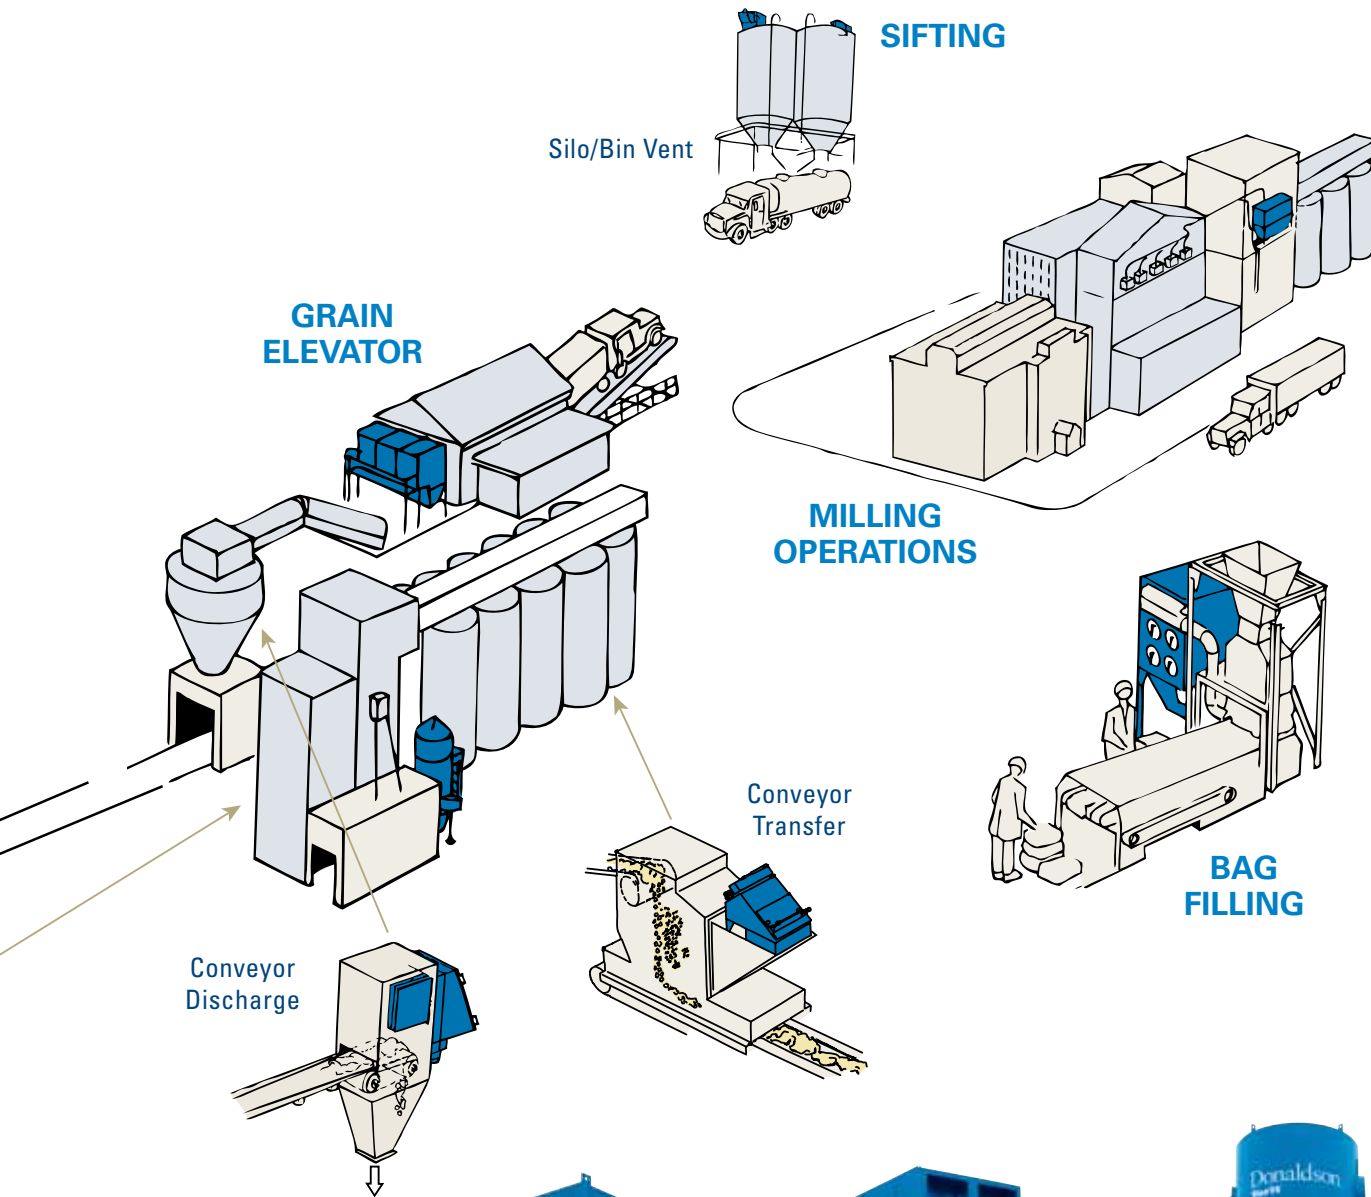 SIFTING
Silo/Bin Vent
GRAIN
ELEVATOR
MILLING
OPERATIONS
Conveyor
Transfer
BAG
FILLING
Conveyor
Discharge
Donaldson